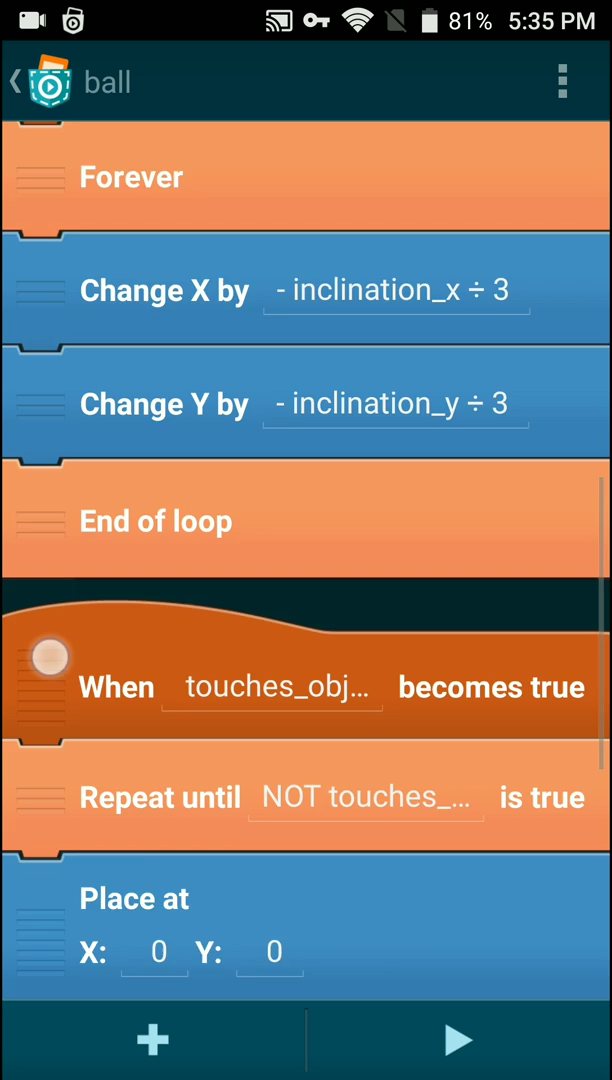 81% 5:35 PM
ball
Forever
Change X by - inclination_x ÷ 3
Change Y by - inclination_y ÷ 3
End of loop
When touches_obj... becomes true
Repeat until NOT touches_... is true
Place at
X: 0 Y: 0